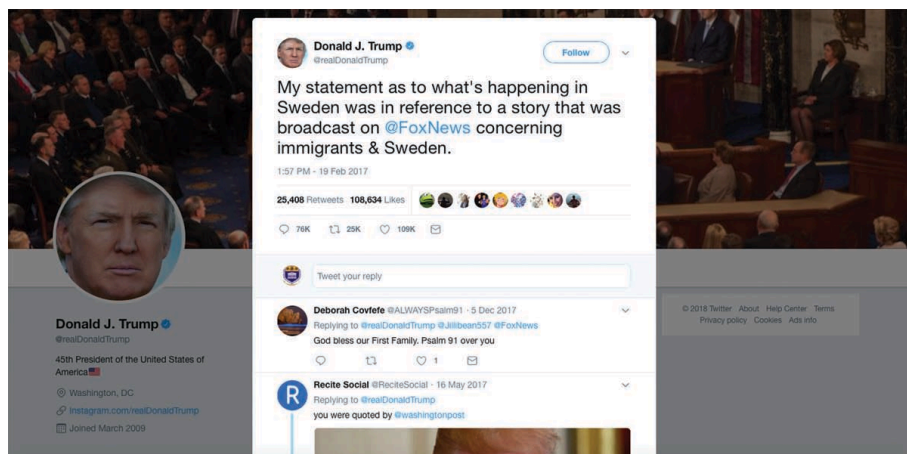 Donald J. Trump
@realDonaldTrump
Follow
My statement as to what's happening in
Sweden was in reference to a story that was
broadcast on @FoxNews concerning
immigrants & Sweden.
1:57 PM - 19 Feb 2017
25,408 Retweets 108,634 Likes
76K 25K 109K
Tweet your reply
Deborah Covfefe @ALWAYSPsalm91 · 5 Dec 2017
Replying to @realDonaldTrump @Jillibean557 @FoxNews
God bless our First Family. Psalm 91 over you
1
R
Recite Social @ReciteSocial · 16 May 2017
Replying to @realDonaldTrump
you were quoted by @washingtonpost
Donald J. Trump
@realDonaldTrump
45th President of the United States of
America
Washington, DC
Instagram.com/realDonaldTrump
Joined March 2009
© 2018 Twitter About Help Center Terms
Privacy policy Cookies Ads info